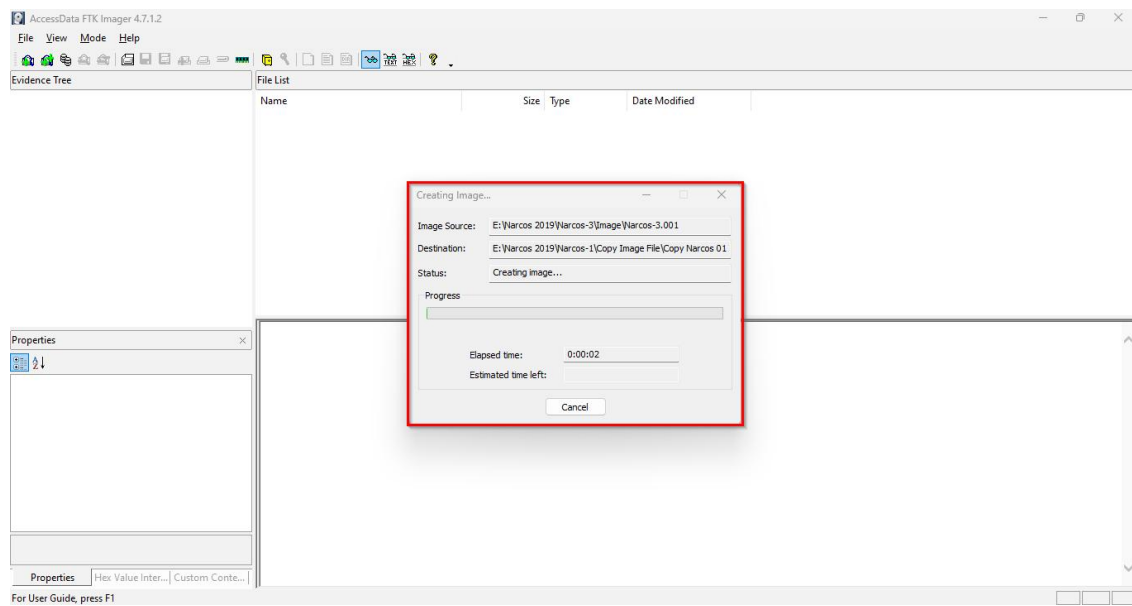 AccessData FTK Imager 4.7.1.2
File View Mode Help
Evidence Tree
File List
Name Size Type Date Modified
Creating Image...
Image Source: E:\Narcos 2019\Narcos-3\Image\Narcos-3.001
Destination: E:\Narcos 2019\Narcos-1\Copy Image File\Copy Narcos 01
Status: Creating image...
Progress
Elapsed time: 0:00:02
Estimated time left:
Cancel
Properties
Properties Hex Value Inter... Custom Conte...
For User Guide, press F1